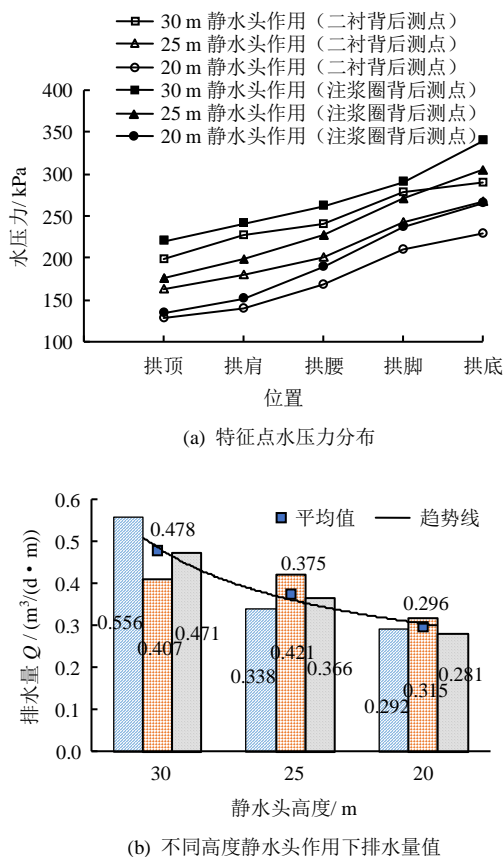 30 m 静水头作用（二衬背后测点）
25 m 静水头作用（二衬背后测点）
20 m 静水头作用（二衬背后测点）
30 m 静水头作用（注浆圈背后测点）
25 m 静水头作用（注浆圈背后测点）
20 m 静水头作用（注浆圈背后测点）
400
350
300
250
200
150
100
水压力/ kPa
拱顶 拱肩 拱腰 拱脚 拱底
位置
(a) 特征点水压力分布
0.6
0.5
0.4
0.3
0.2
0.1
0.0
排水量 Q / (m³/(d • m))
平均值 趋势线
0.478
0.375
0.296
0.556
0.407
0.471
0.338
0.421
0.366
0.292
0.315
0.281
30 25 20
静水头高度/ m
(b) 不同高度静水头作用下排水量值